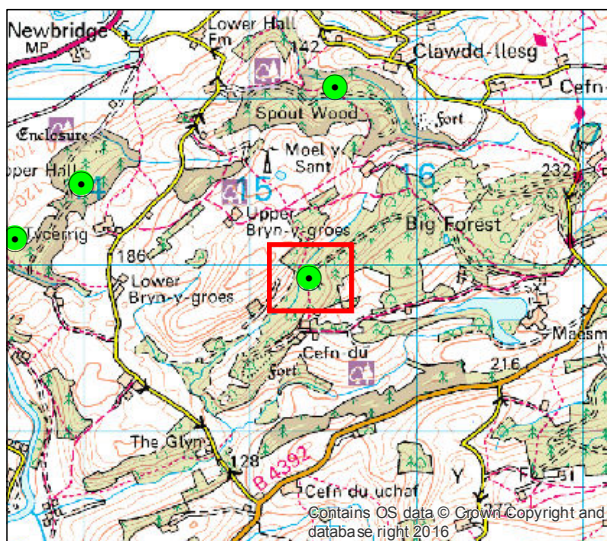 Newbridge
MP
Lower Hall
Fm
142
Clawdd-llesg
Cefn-
Spout Wood
fort
Enclosure
Moel y
Sant
pper Hall
15
16
232
Upper
Bryn-y-groes
Big Forest
Tycerrig
186
Lower
Bryn-y-groes
Cefn du
Maesm
fort
216
The Glyn
128
B 4392
Cefn du uchaf
Y
Contains OS data © Crown Copyright and
database right 2016